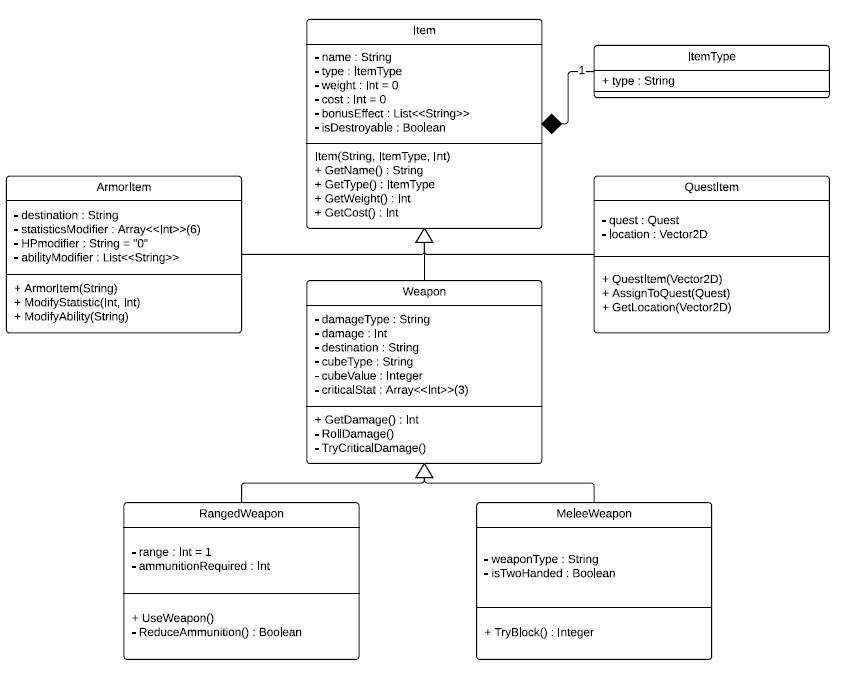 Item
- name : String
- type : ItemType
- weight : Int = 0
- cost : Int = 0
- bonusEffect : List<<String>>
- isDestroyable : Boolean
Item(String, ItemType, Int)
+ GetName() : String
+ GetType() : ItemType
+ GetWeight() : Int
+ GetCost() : Int
1
ItemType
+ type : String
ArmorItem
- destination : String
- statisticsModifier : Array<<Int>>(6)
- HPmodifier : String = "0"
- abilityModifier : List<<String>>
+ ArmorItem(String)
+ ModifyStatistic(Int, Int)
+ ModifyAbility(String)
QuestItem
- quest : Quest
- location : Vector2D
+ QuestItem(Vector2D)
+ AssignToQuest(Quest)
+ GetLocation(Vector2D)
Weapon
- damageType : String
- damage : Int
- destination : String
- cubeType : String
- cubeValue : Integer
- criticalStat : Array<<Int>>(3)
+ GetDamage() : Int
- RollDamage()
- TryCriticalDamage()
RangedWeapon
- range : Int = 1
- ammunitionRequired : Int
+ UseWeapon()
- ReduceAmmunition() : Boolean
MeleeWeapon
- weaponType : String
- isTwoHanded : Boolean
+ TryBlock() : Integer